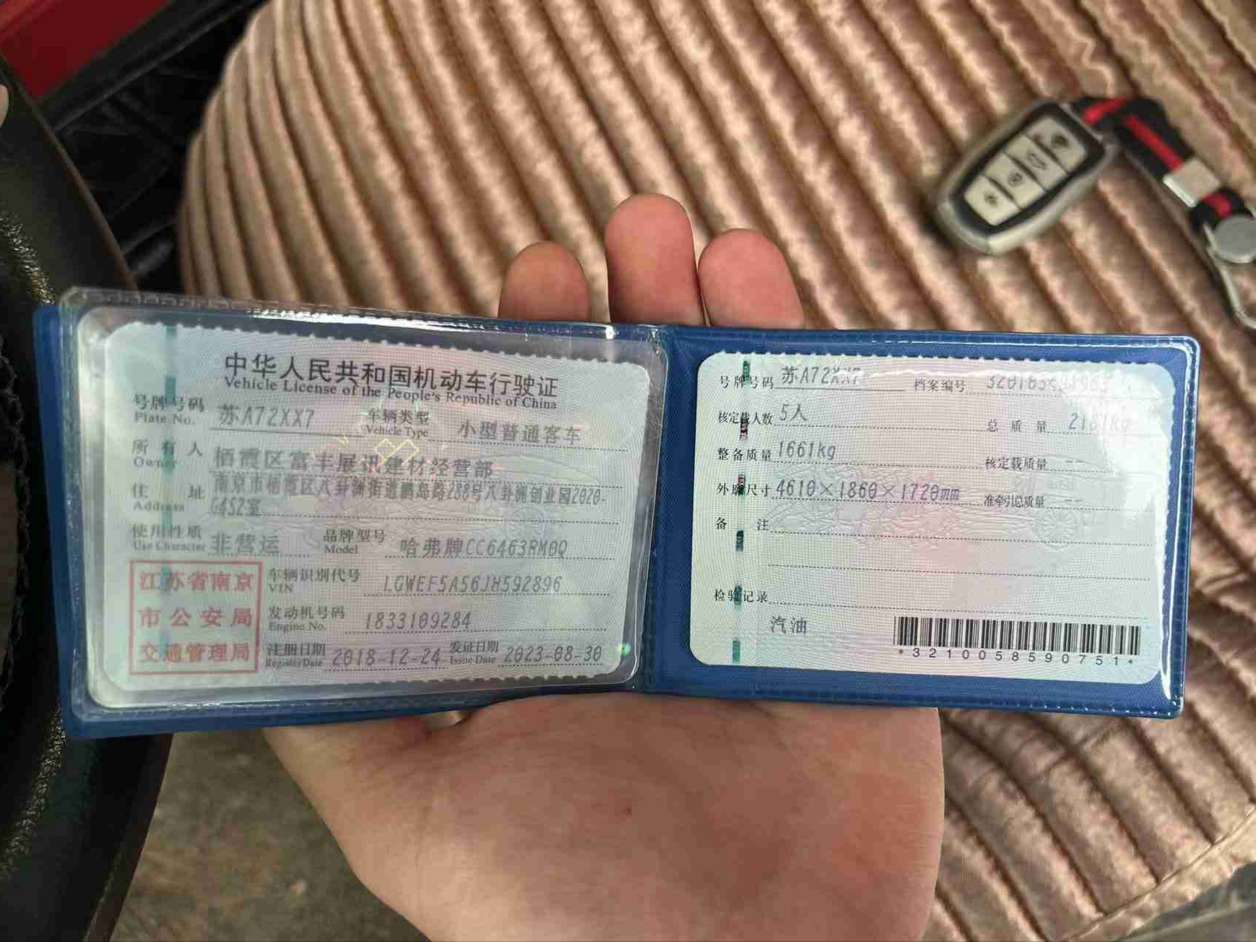 中华人民共和国机动车行驶证
Vehicle License of the People's Republic of China
号牌号码 苏A72XX7 车辆类型 小型普通客车
Plate No. Vehicle Type
所有人 栖霞区富丰展讯建材经营部
Owner
住址 南京市栖霞区八卦洲街道鹂岛路288号八卦洲创业园2020-
Address G452室
使用性质 非营运 品牌型号 哈弗牌CC6463RM0Q
Use Character Model
江苏省南京
市公安局
交通管理局
车辆识别代号 LGWEF5A56JH592896
VIN
发动机号码 1833109284
Engine No.
注册日期 2018-12-24 发证日期 2023-08-30
Register Date Issue Date
号牌号码 苏A72XX7 档案编号
核定载人数 5人 总质量
整备质量 1661kg 核定载质量 --
外廓尺寸 4610×1860×1720mm 准牵引总质量 --
备注
检验记录
汽油
*3210058590751*